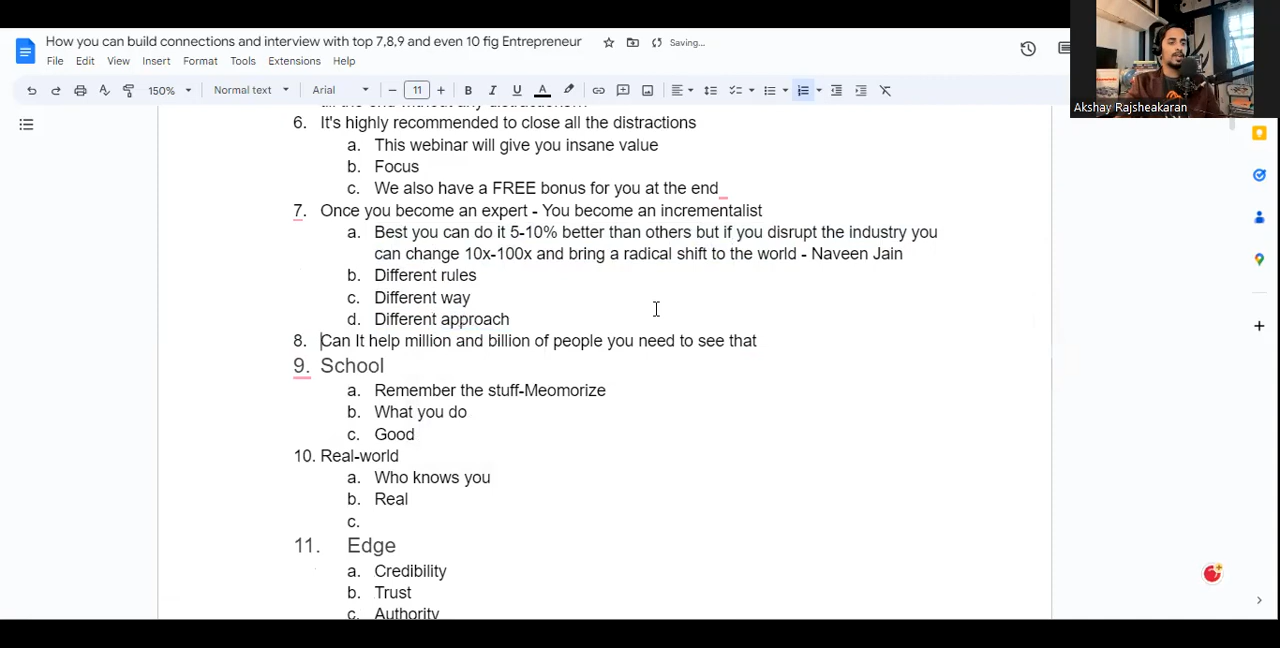 How you can build connections and interview with top 7,8,9 and even 10 fig Entrepreneur
Saving...
File Edit View Insert Format Tools Extensions Help
150% Normal text Arial 11
Akshay Rajsheakaran
6. It's highly recommended to close all the distractions
a. This webinar will give you insane value
b. Focus
c. We also have a FREE bonus for you at the end
7. Once you become an expert - You become an incrementalist
a. Best you can do it 5-10% better than others but if you disrupt the industry you
can change 10x-100x and bring a radical shift to the world - Naveen Jain
b. Different rules
c. Different way
d. Different approach
8. Can It help million and billion of people you need to see that
9. School
a. Remember the stuff-Meomorize
b. What you do
c. Good
10. Real-world
a. Who knows you
b. Real
c.
11. Edge
a. Credibility
b. Trust
c. Authority